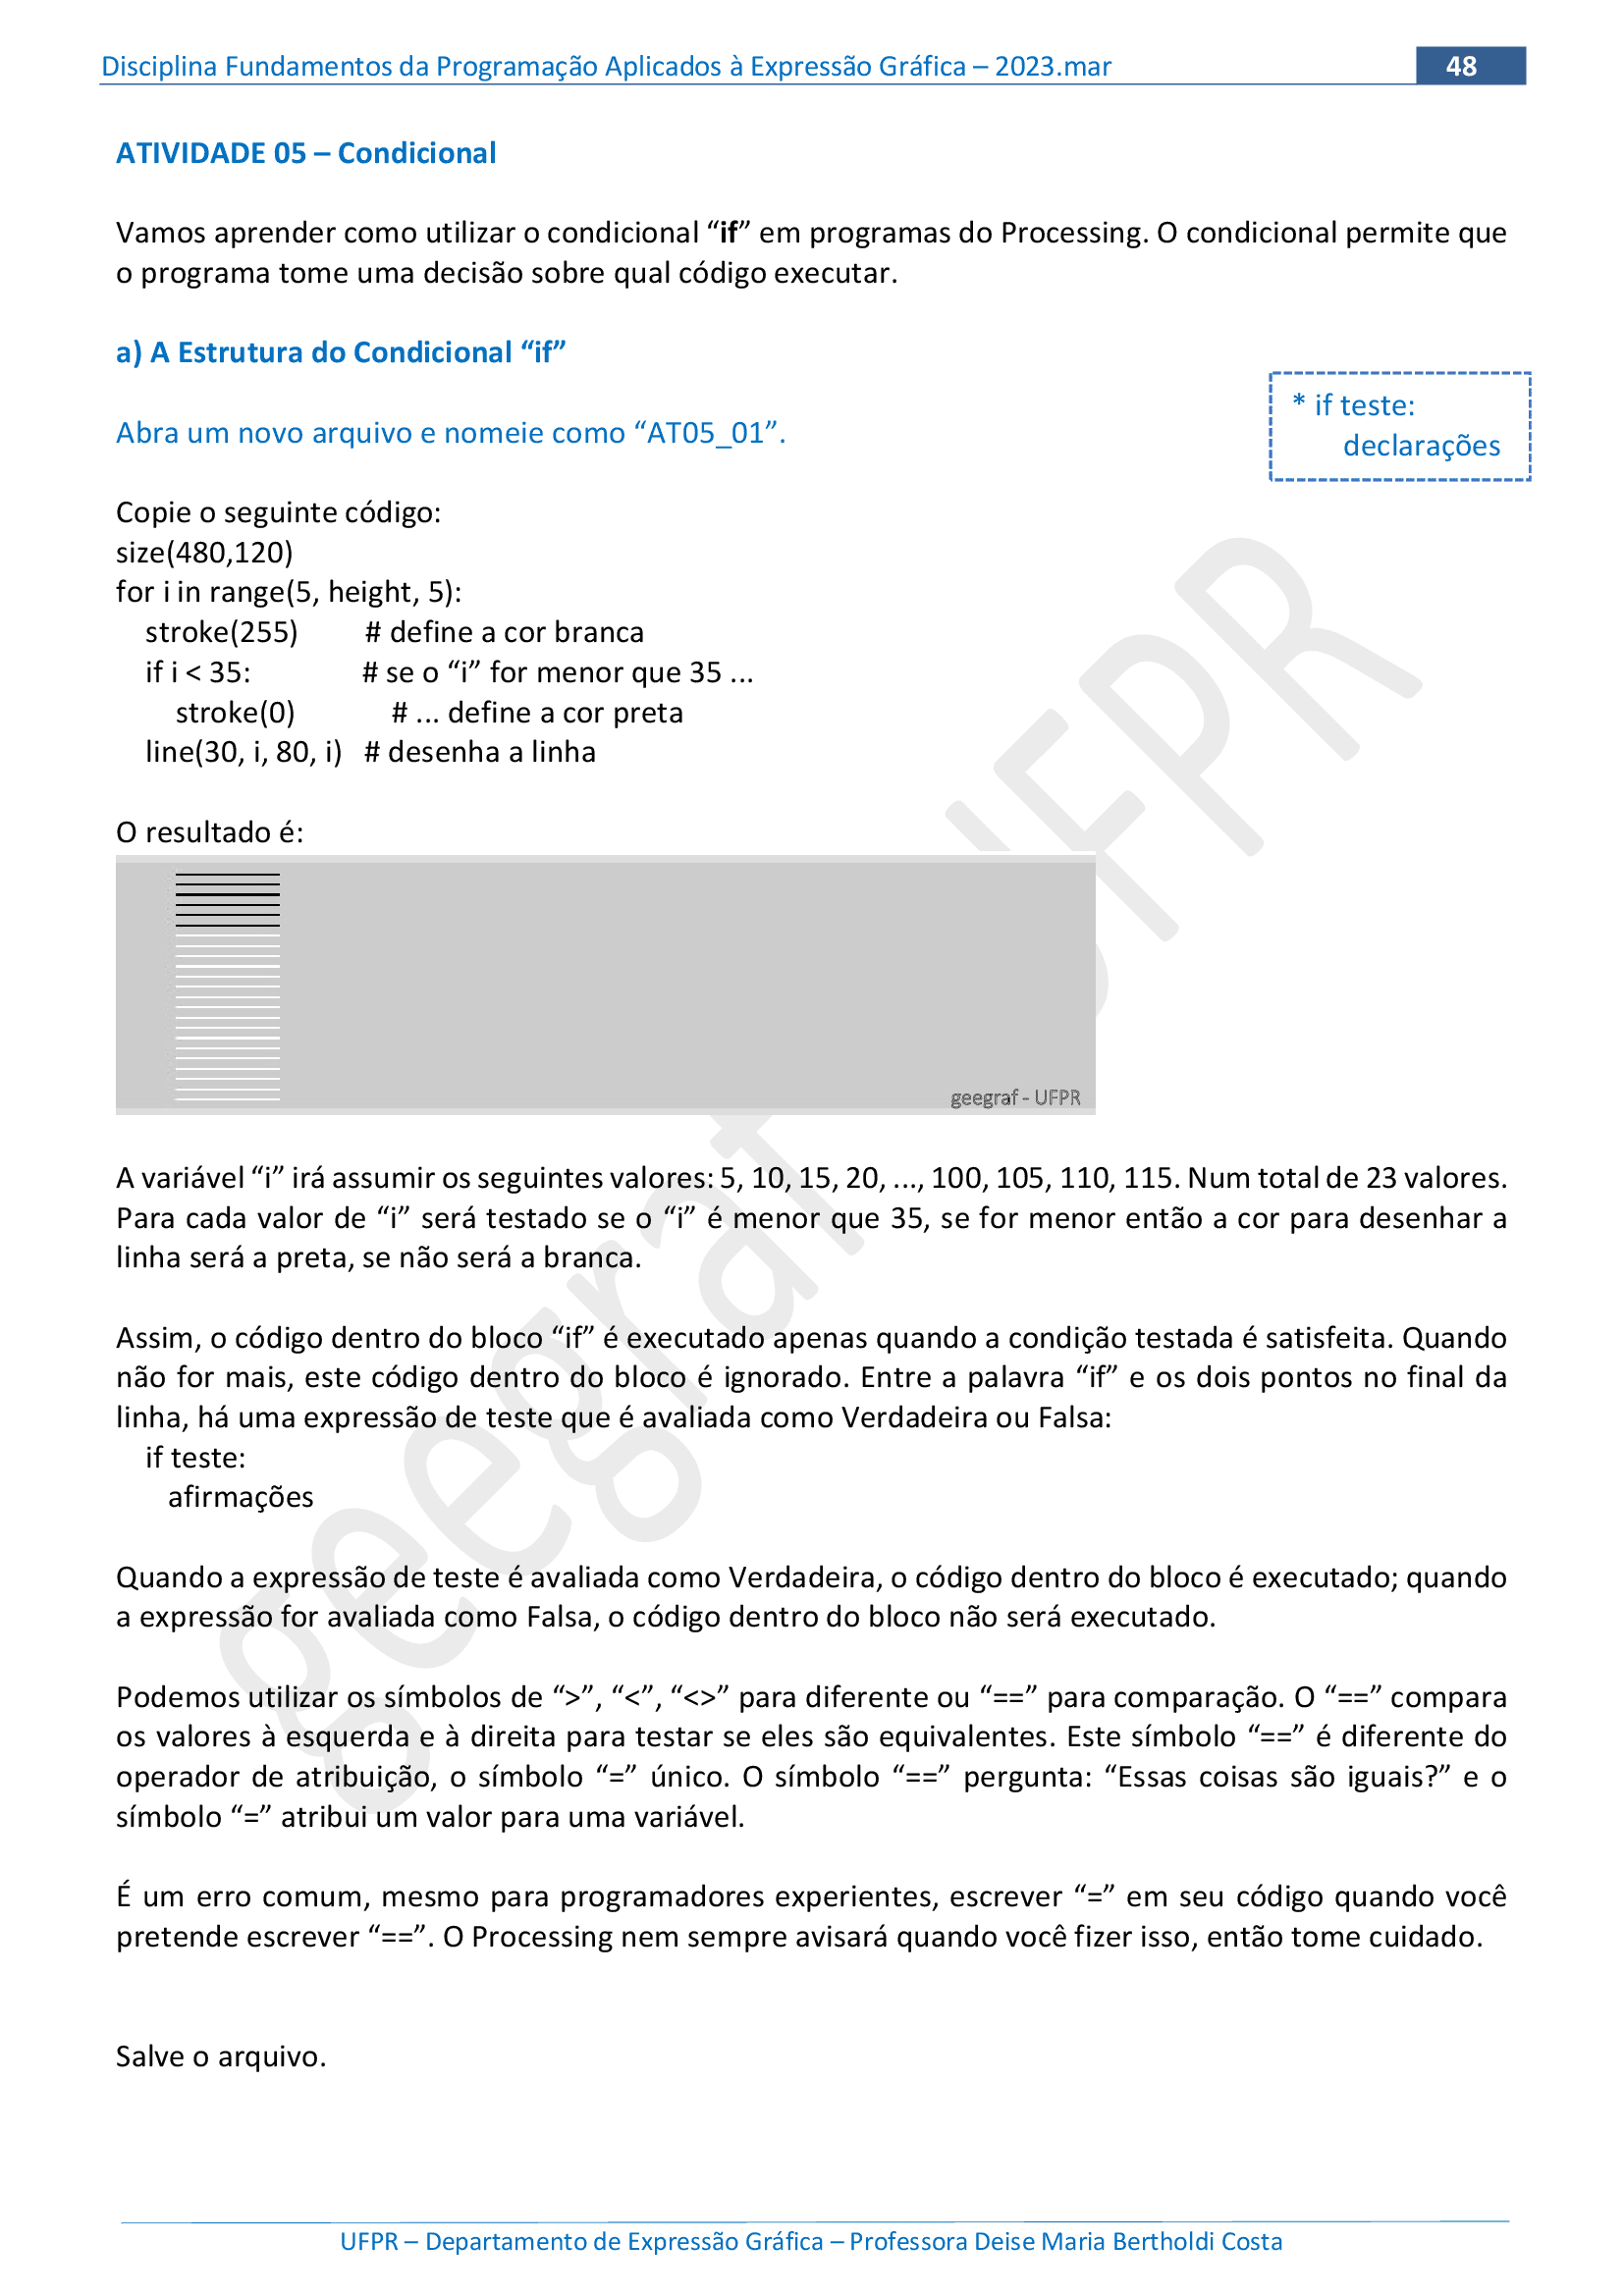 Disciplina Fundamentos da Programação Aplicados à Expressão Gráfica – 2023.mar 48
ATIVIDADE 05 – Condicional
Vamos aprender como utilizar o condicional “if” em programas do Processing. O condicional permite que
o programa tome uma decisão sobre qual código executar.
a) A Estrutura do Condicional “if”
* if teste:
declarações
Abra um novo arquivo e nomeie como “AT05_01”.
Copie o seguinte código:
size(480,120)
for i in range(5, height, 5):
stroke(255) # define a cor branca
if i < 35: # se o “i” for menor que 35 ...
stroke(0) # ... define a cor preta
line(30, i, 80, i) # desenha a linha
O resultado é:
geegraf - UFPR
A variável “i” irá assumir os seguintes valores: 5, 10, 15, 20, ..., 100, 105, 110, 115. Num total de 23 valores.
Para cada valor de “i” será testado se o “i” é menor que 35, se for menor então a cor para desenhar a
linha será a preta, se não será a branca.
Assim, o código dentro do bloco “if” é executado apenas quando a condição testada é satisfeita. Quando
não for mais, este código dentro do bloco é ignorado. Entre a palavra “if” e os dois pontos no final da
linha, há uma expressão de teste que é avaliada como Verdadeira ou Falsa:
if teste:
afirmações
Quando a expressão de teste é avaliada como Verdadeira, o código dentro do bloco é executado; quando
a expressão for avaliada como Falsa, o código dentro do bloco não será executado.
Podemos utilizar os símbolos de “>”, “<”, “<>” para diferente ou “==” para comparação. O “==” compara
os valores à esquerda e à direita para testar se eles são equivalentes. Este símbolo “==” é diferente do
operador de atribuição, o símbolo “=” único. O símbolo “==” pergunta: “Essas coisas são iguais?” e o
símbolo “=” atribui um valor para uma variável.
É um erro comum, mesmo para programadores experientes, escrever “=” em seu código quando você
pretende escrever “==”. O Processing nem sempre avisará quando você fizer isso, então tome cuidado.
Salve o arquivo.
UFPR – Departamento de Expressão Gráfica – Professora Deise Maria Bertholdi Costa